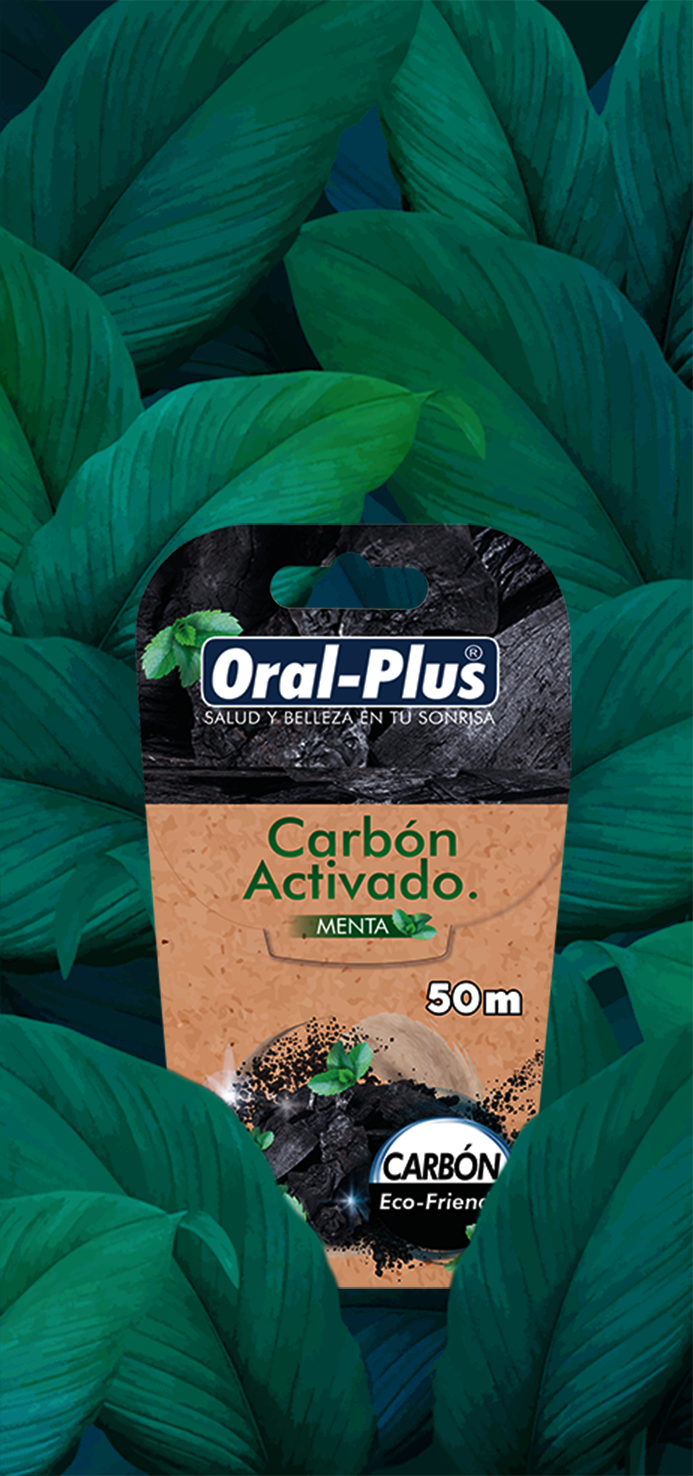 Oral-Plus®
SALUD Y BELLEZA EN TU SONRISA
Carbón
Activado.
MENTA
50m
CARBÓN